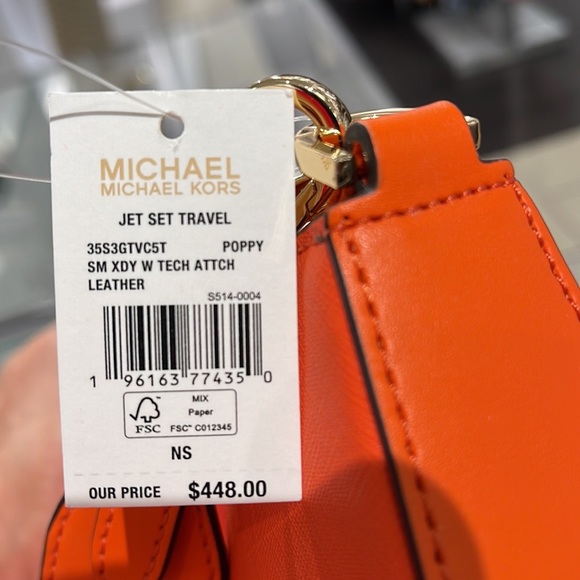 MICHAEL
MICHAEL KORS
JET SET TRAVEL
35S3GTVC5T POPPY
SM XDY W TECH ATTCH
LEATHER
S514-0004
1 96163 77435 0
FSC
MIX
Paper
FSC™ C012345
NS
OUR PRICE $448.00